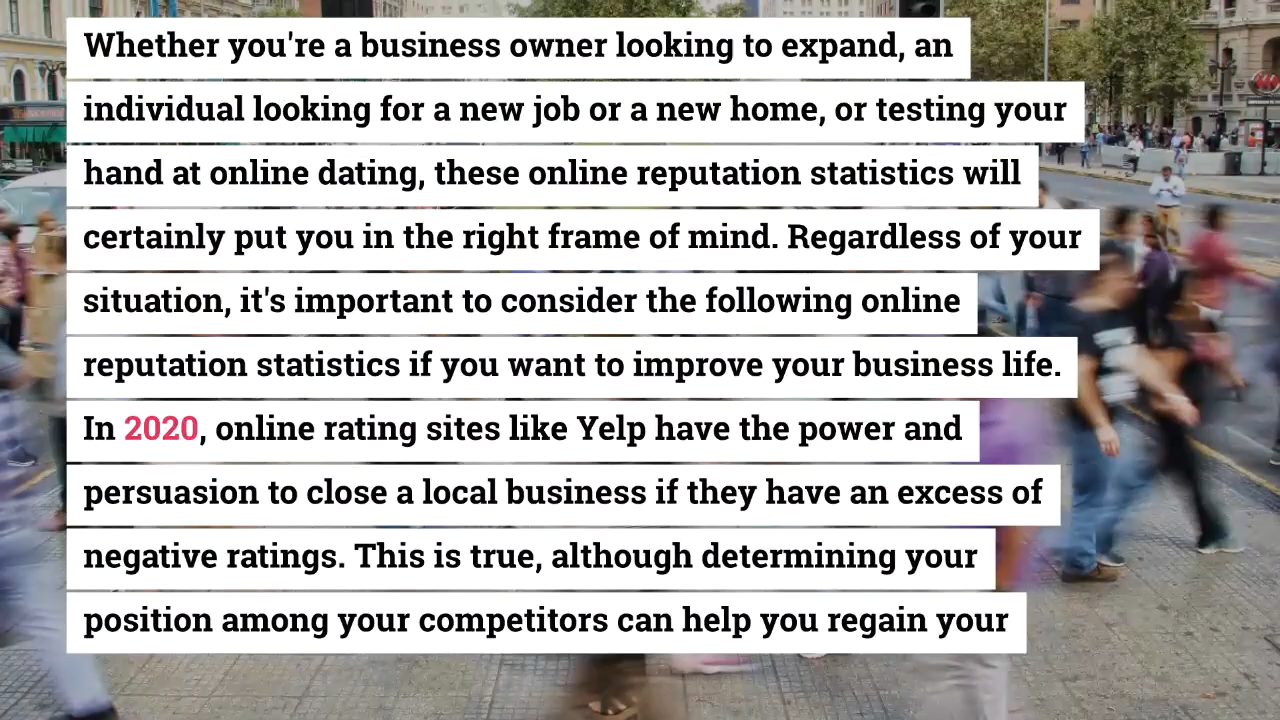 Whether you're a business owner looking to expand, an
individual looking for a new job or a new home, or testing your
hand at online dating, these online reputation statistics will
certainly put you in the right frame of mind. Regardless of your
situation, it's important to consider the following online
reputation statistics if you want to improve your business life.
In 2020, online rating sites like Yelp have the power and
persuasion to close a local business if they have an excess of
negative ratings. This is true, although determining your
position among your competitors can help you regain your